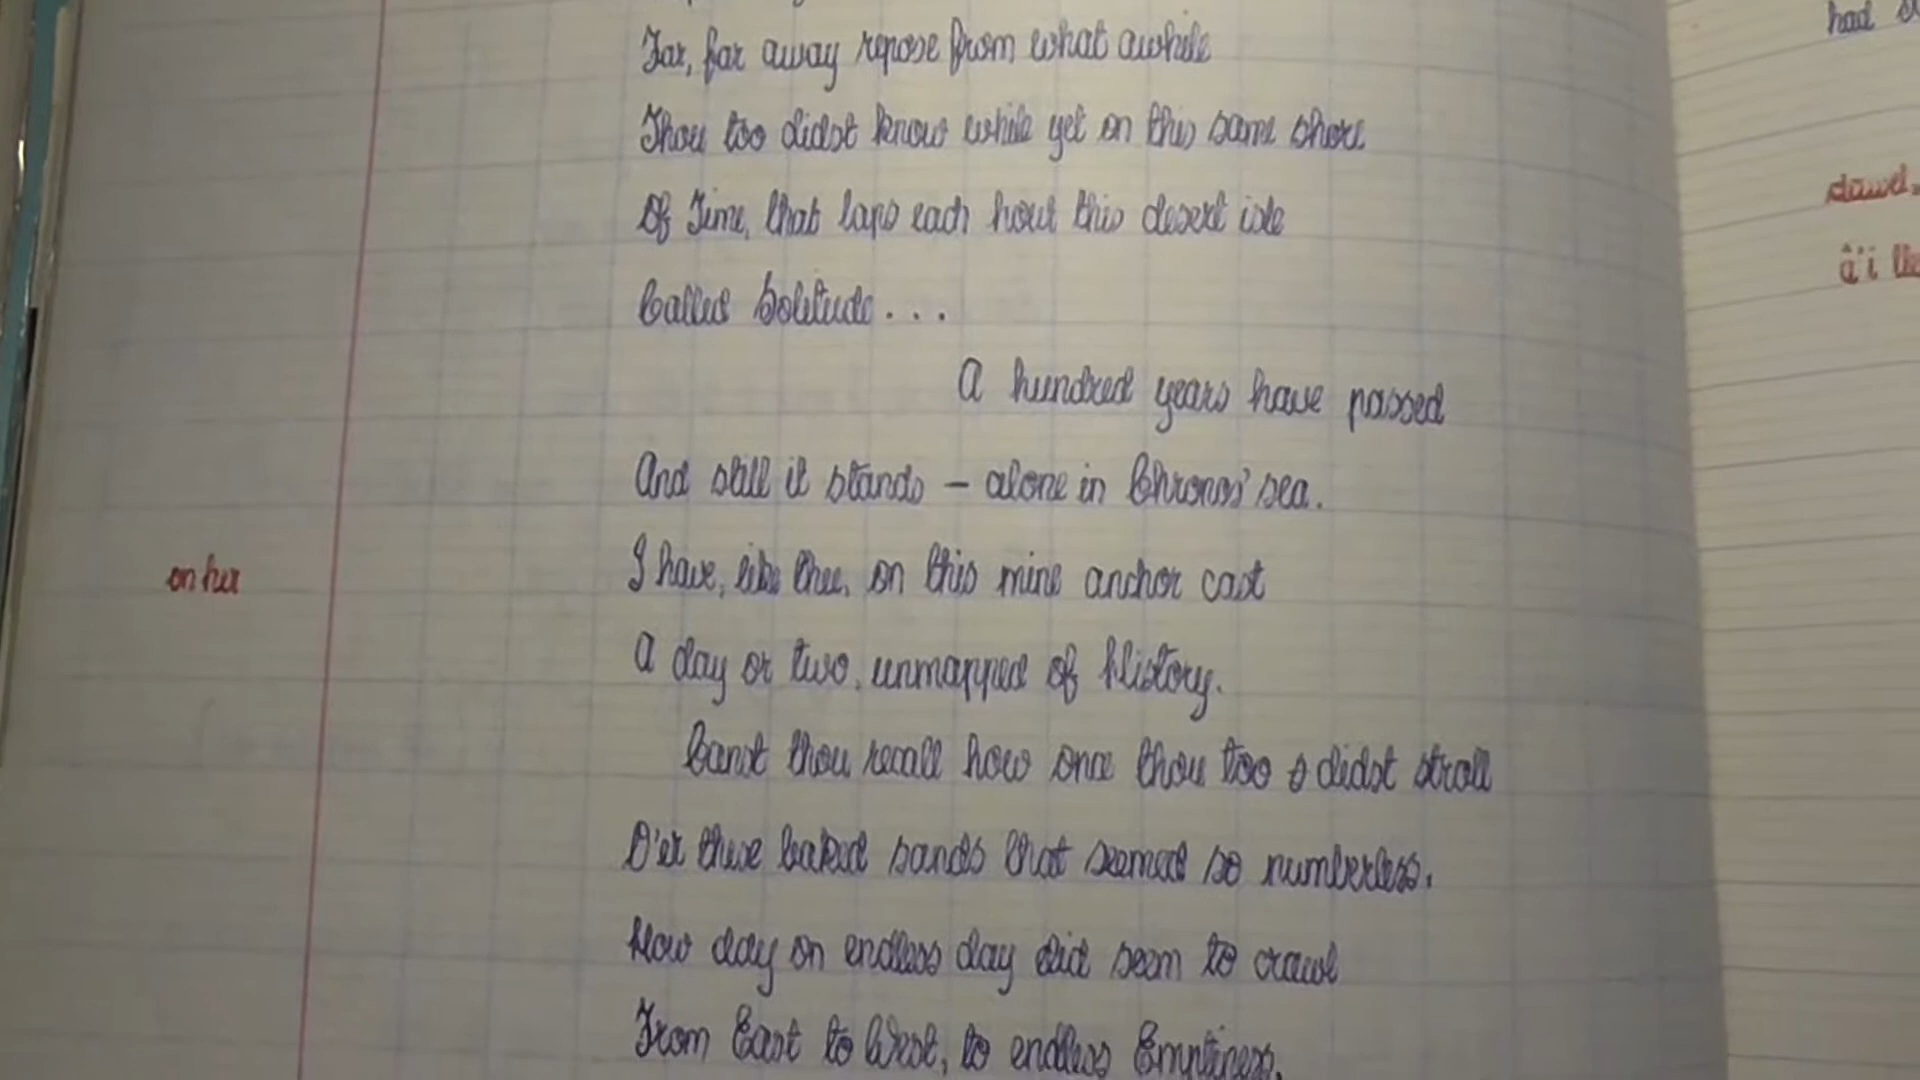 Far, far away repose from what awhile
Thou too didst know while yet on this same shore
Of Time, that laps each hour this desert isle
Called Solitude...
A hundred years have passed
And still it stands – alone in Chronos' sea.
on her
I have, like thee, on this mine anchor cast
A day or two, unmapped of History.
Canst thou recall how once thou too didst stroll
O'er these baked sands that seemed so numberless.
How day on endless day did seem to crawl
From East to West, to endless Emptiness.
had
dawd.
â'i